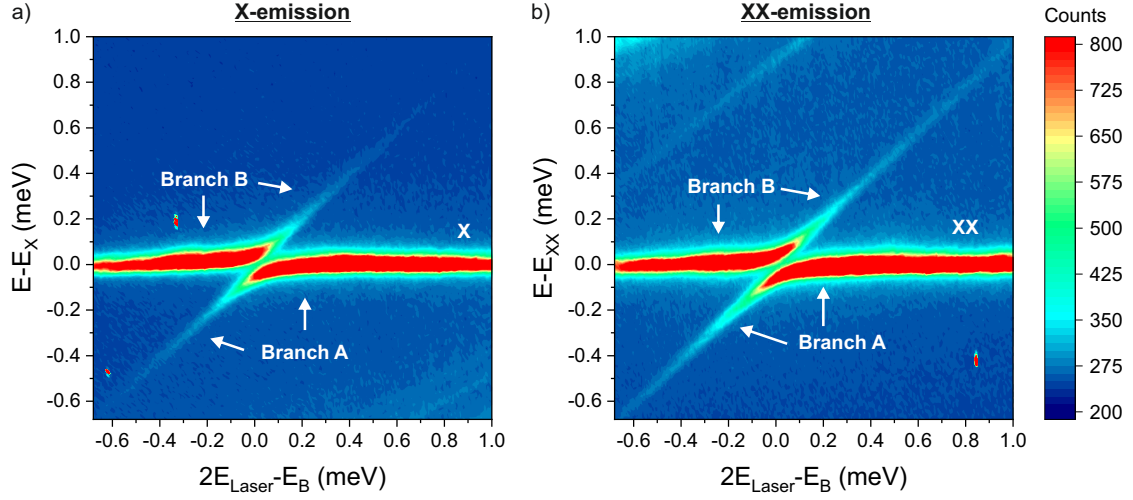 a)
X-emission
1.0
0.8
0.6
0.4
0.2
0.0
-0.2
-0.4
-0.6
E-E_X (meV)
Branch B
X
Branch A
-0.6 -0.4 -0.2 0.0 0.2 0.4 0.6 0.8 1.0
2E_Laser-E_B (meV)
b)
XX-emission
1.0
0.8
0.6
0.4
0.2
0.0
-0.2
-0.4
-0.6
E-E_XX (meV)
Branch B
XX
Branch A
-0.6 -0.4 -0.2 0.0 0.2 0.4 0.6 0.8 1.0
2E_Laser-E_B (meV)
Counts
800
650
575
500
425
350
275
200